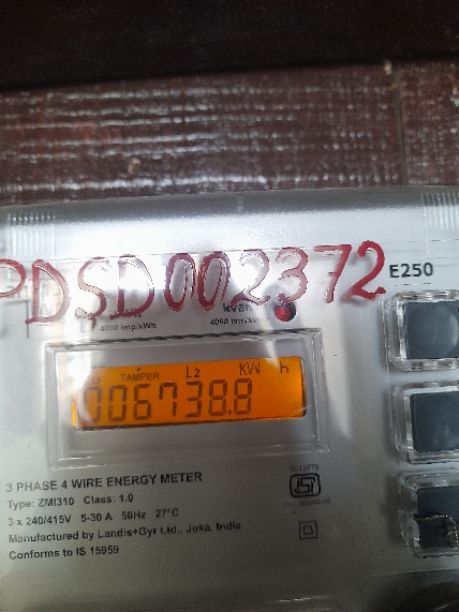 PDSD002372 E250
kvarh
4000 imp/kWh 4000 imp/kvarh
TAMPER L2 KW h
006738.8
3 PHASE 4 WIRE ENERGY METER
Type: ZMI310 Class: 1.0
3 x 240/415V 5-30 A 50Hz 27°C
Manufactured by Landis+Gyr Ltd., Joka, India
Conforms to IS 15959